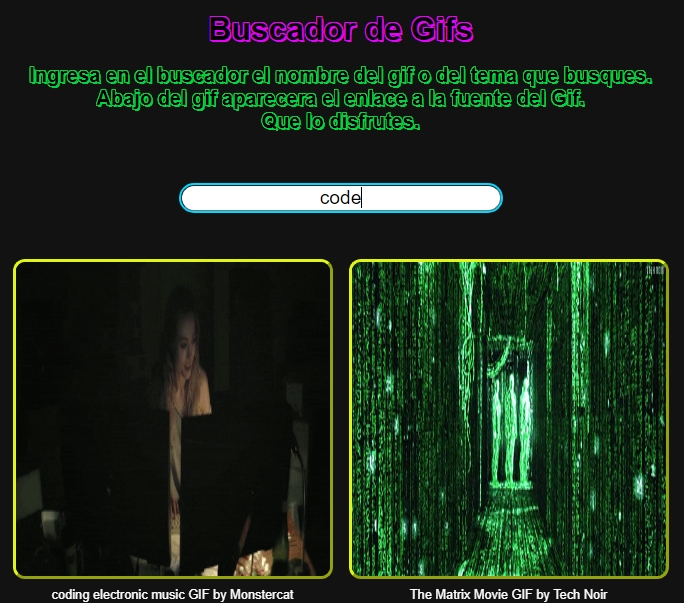 Buscador de Gifs
Ingresa en el buscador el nombre del gif o del tema que busques.
Abajo del gif aparecera el enlace a la fuente del Gif.
Que lo disfrutes.
code
coding electronic music GIF by Monstercat
The Matrix Movie GIF by Tech Noir